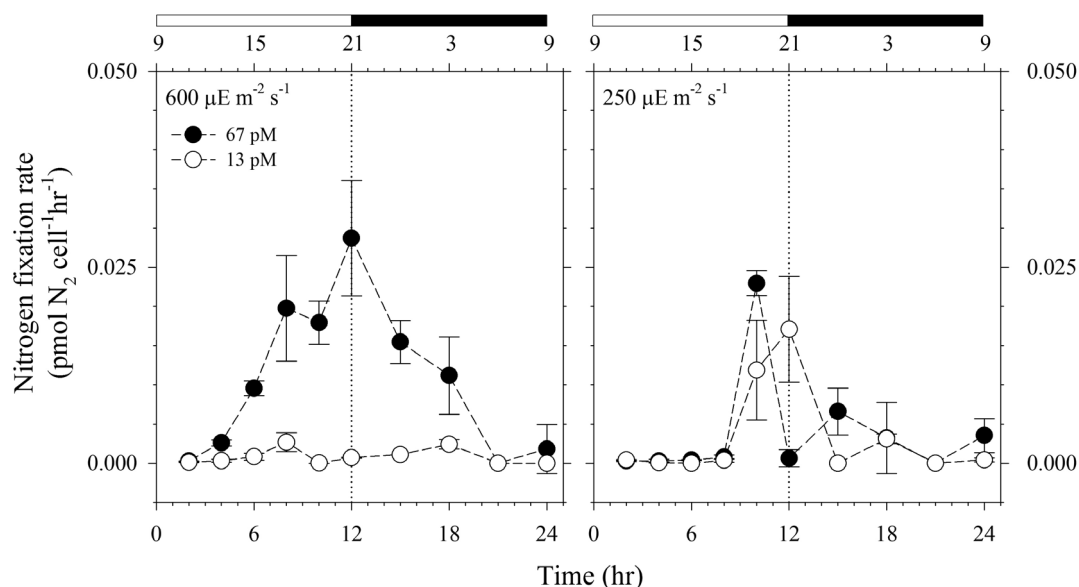 9 15 21 3 9
9 15 21 3 9
0.050
0.050
600 μE m⁻² s⁻¹
250 μE m⁻² s⁻¹
67 pM
13 pM
Nitrogen fixation rate
(pmol N₂ cell⁻¹hr⁻¹)
0.025
0.025
0.000
0.000
0 6 12 18 24
0 6 12 18 24
Time (hr)